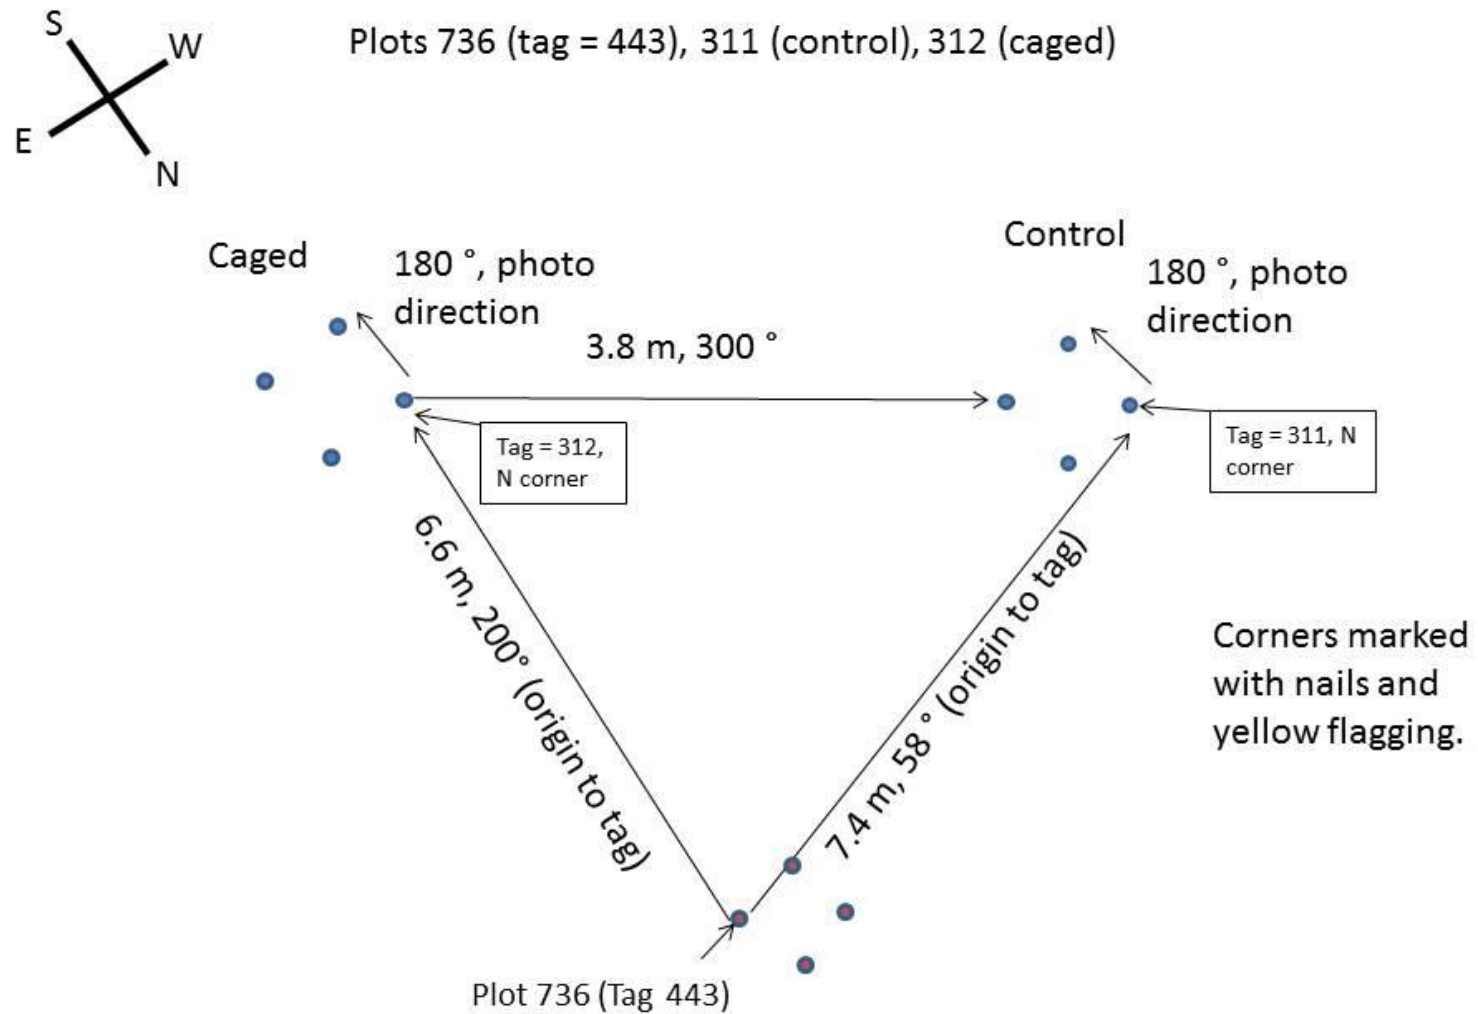 S
W
E
N
Plots 736 (tag = 443), 311 (control), 312 (caged)
Caged
180 °, photo
direction
3.8 m, 300 °
Control
180 °, photo
direction
Tag = 312,
N corner
Tag = 311, N
corner
6.6 m, 200° (origin to tag)
7.4 m, 58 ° (origin to tag)
Corners marked
with nails and
yellow flagging.
Plot 736 (Tag 443)